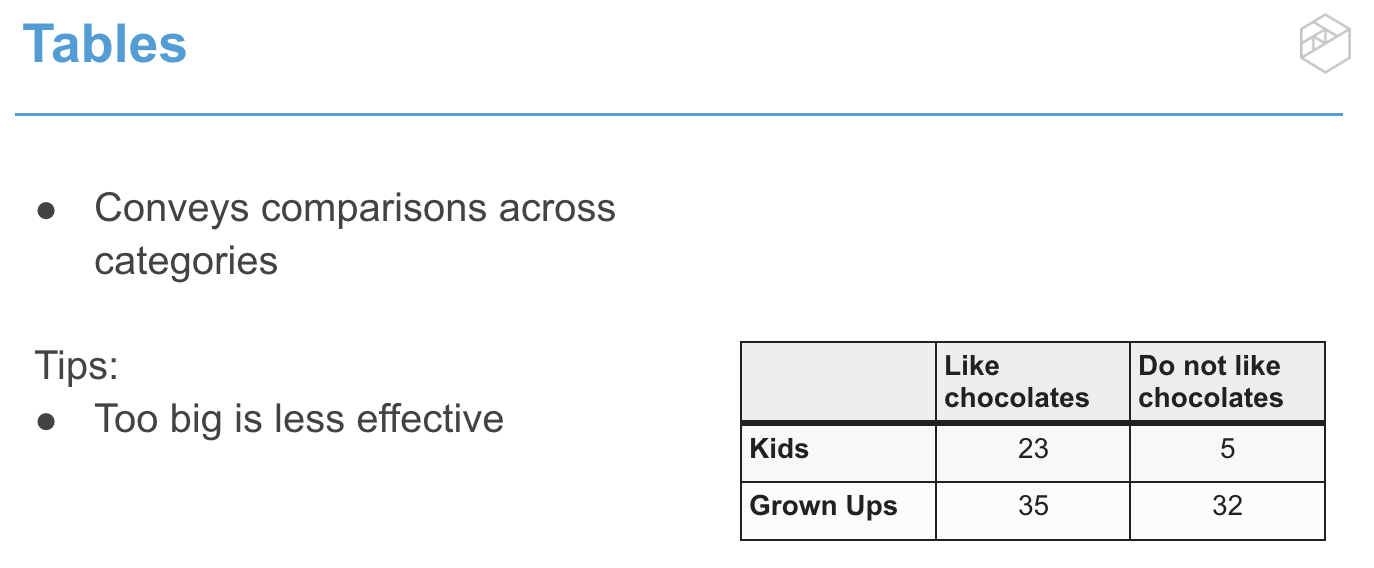 Tables
● Conveys comparisons across
categories
Tips:
● Too big is less effective
Like chocolates Do not like chocolates
Kids 23 5
Grown Ups 35 32